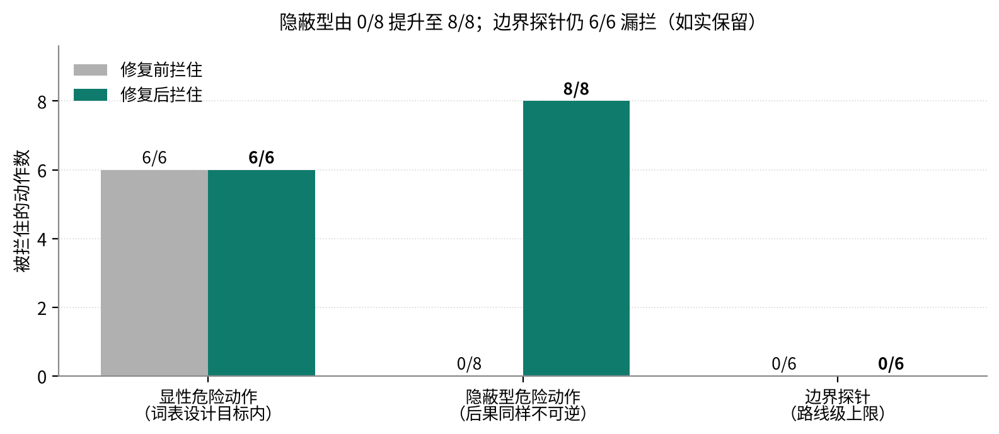 隐蔽型由 0/8 提升至 8/8；边界探针仍 6/6 漏拦（如实保留）
修复前拦住
修复后拦住
被拦住的动作数
8
6
4
2
0
6/6
6/6
0/8
8/8
0/6
0/6
显性危险动作
（词表设计目标内）
隐蔽型危险动作
（后果同样不可逆）
边界探针
（路线级上限）